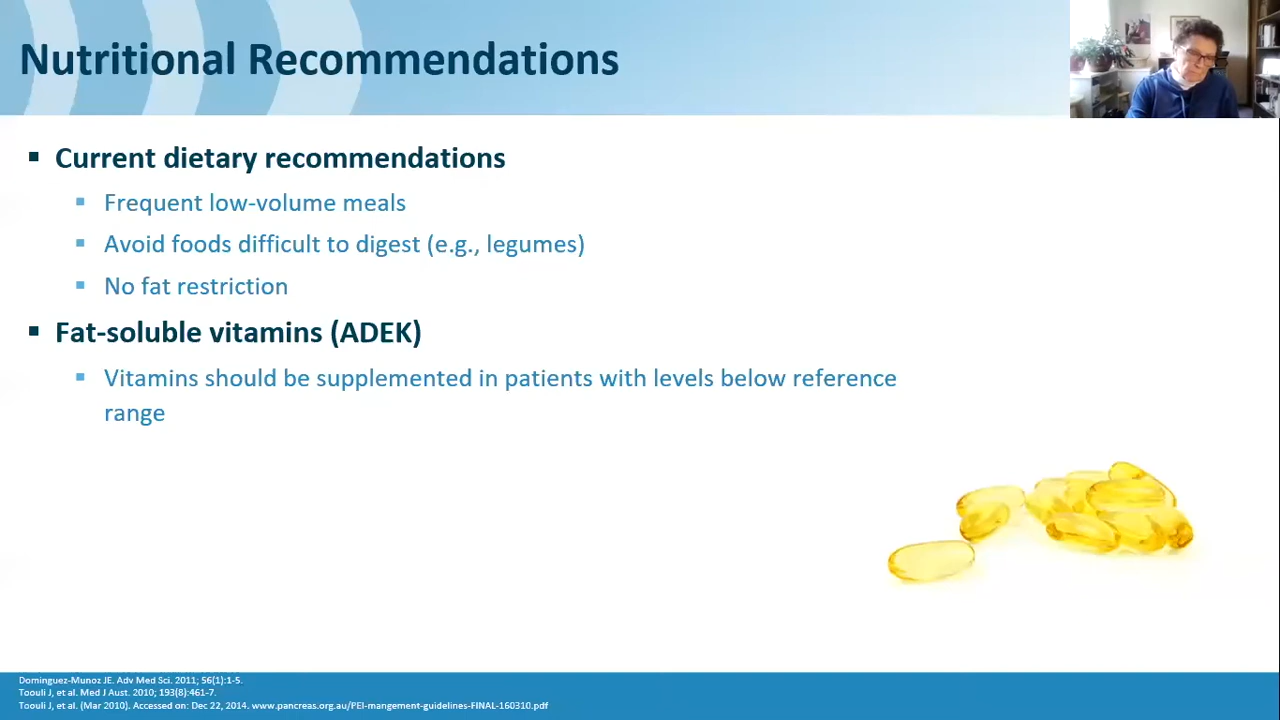 Nutritional Recommendations
Current dietary recommendations
Frequent low-volume meals
Avoid foods difficult to digest (e.g., legumes)
No fat restriction
Fat-soluble vitamins (ADEK)
Vitamins should be supplemented in patients with levels below reference
range
Dominguez-Munoz JE. Adv Med Sci. 2011; 56(1):1-5.
Toouli J, et al. Med J Aust. 2010; 193(8):461-7.
Toouli J, et al. (Mar 2010). Accessed on: Dec 22, 2014. www.pancreas.org.au/PEI-mangement-guidelines-FINAL-160310.pdf